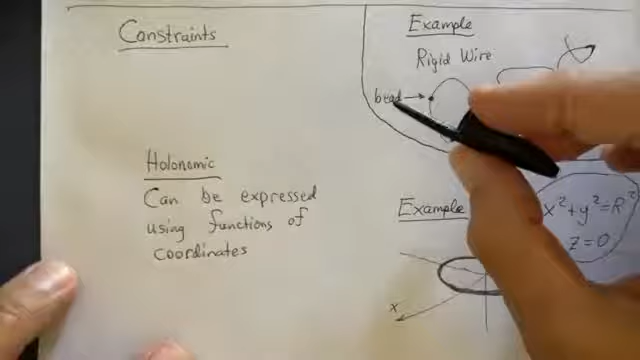 Constraints
Example
Rigid Wire
bead
Holonomic
Can be expressed
using functions of
coordinates
Example
x² + y² = R²
z = 0
x